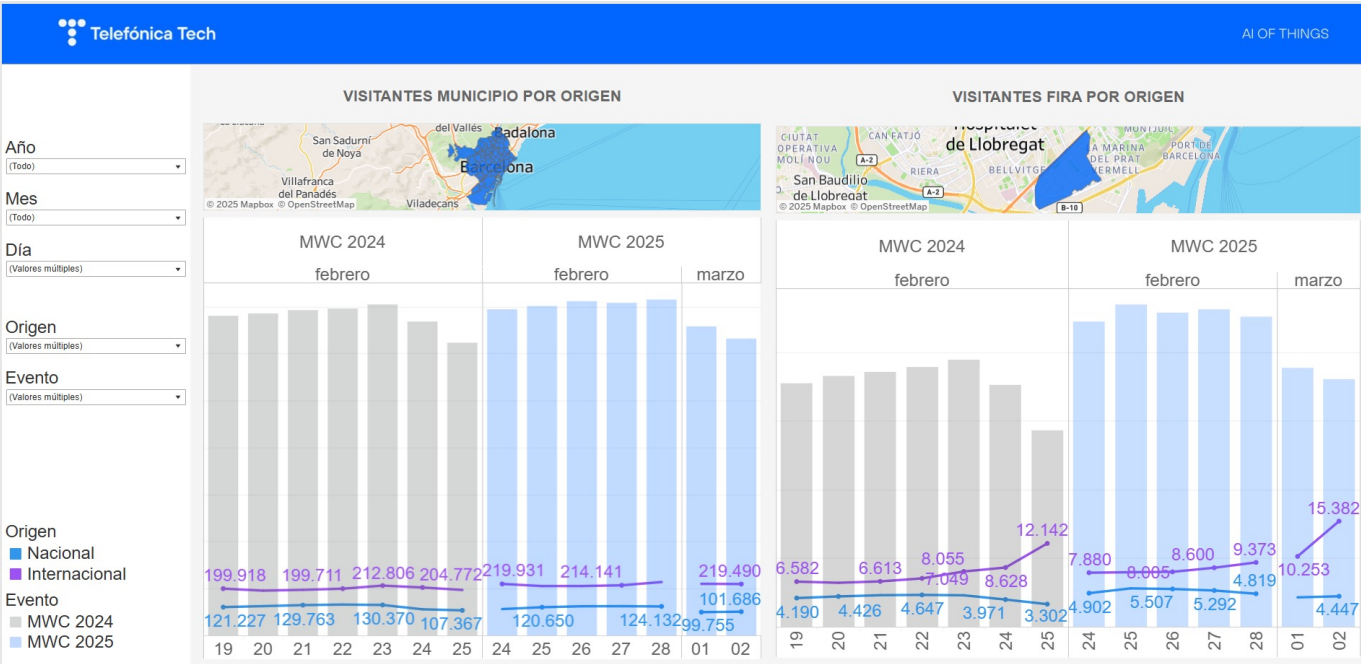 Telefónica Tech
AI OF THINGS
Año
(Todo)
Mes
(Todo)
Día
(Valores múltiples)
Origen
(Valores múltiples)
Evento
(Valores múltiples)
Origen
Nacional
Internacional
Evento
MWC 2024
MWC 2025
VISITANTES MUNICIPIO POR ORIGEN
del Vallés
Badalona
San Sadurní
de Noya
Barcelona
Villafranca
del Panadés
Viladecans
© 2025 Mapbox © OpenStreetMap
MWC 2024
MWC 2025
febrero
febrero
marzo
199.918
199.711
212.806
204.772
219.931
214.141
219.490
121.227
129.763
130.370
107.367
120.650
124.132
99.755
101.686
19 20 21 22 23 24 25 24 25 26 27 28 01 02
VISITANTES FIRA POR ORIGEN
CIUTAT
COOPERATIVA
MOLÍ NOU
CAN FATJÓ
Hospitalet
de Llobregat
MONTJUIC
A-2
RIERA
BELLVITGE
LA MARINA
DEL PRAT
VERMELL
PORT DE
BARCELONA
San Baudilio
de Llobregat
A-2
B-10
© 2025 Mapbox © OpenStreetMap
MWC 2024
MWC 2025
febrero
febrero
marzo
6.582
6.613
7.049
8.055
8.628
12.142
7.880
8.005
8.600
9.373
10.253
15.382
4.190
4.426
4.647
3.971
3.302
4.902
5.507
5.292
4.819
4.447
19 20 21 22 23 24 25 24 25 26 27 28 01 02